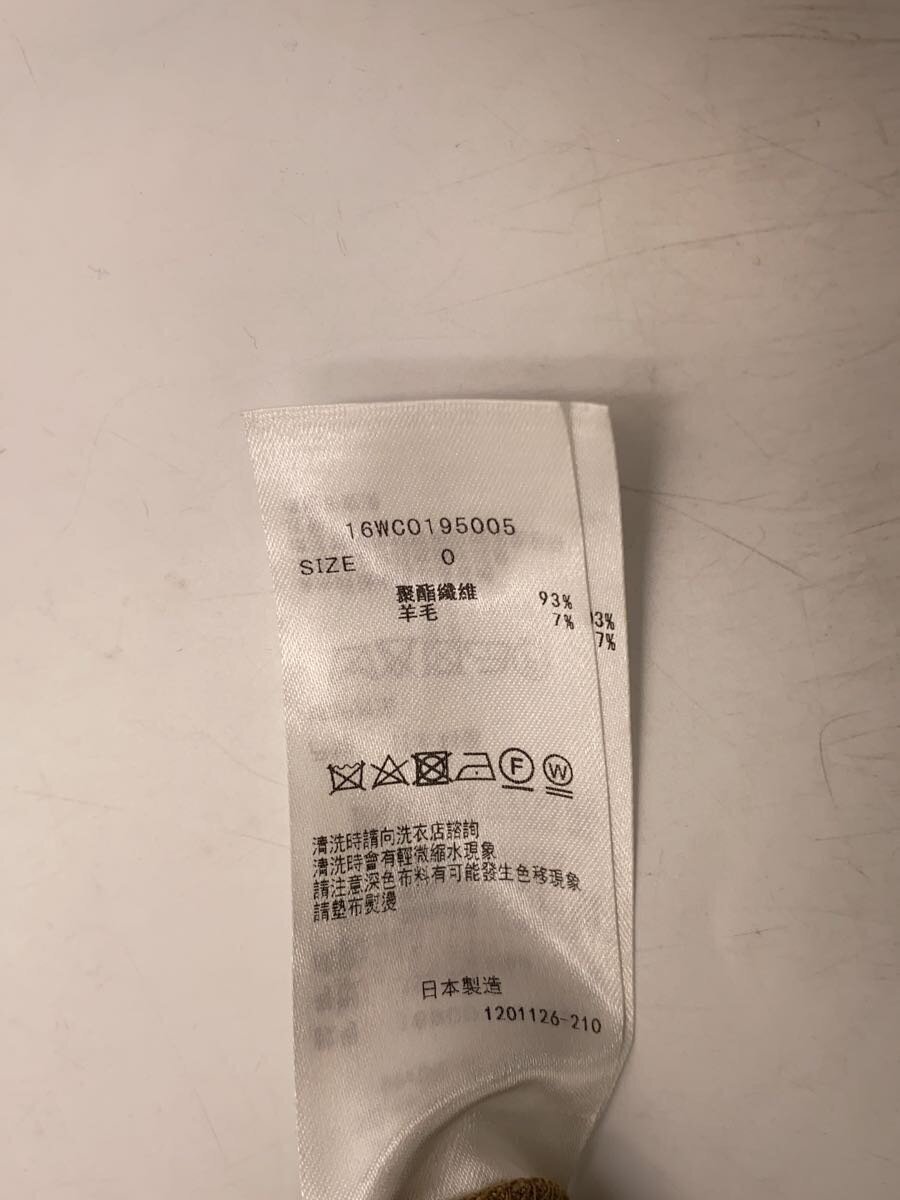 16WC0195005
SIZE 0
聚酯纖維 93%
羊毛 7%
3%
7%
F
W
清洗時請向洗衣店諮詢
清洗時會有輕微縮水現象
請注意深色布料有可能發生色移現象
請墊布熨燙
日本製造
1201126-210